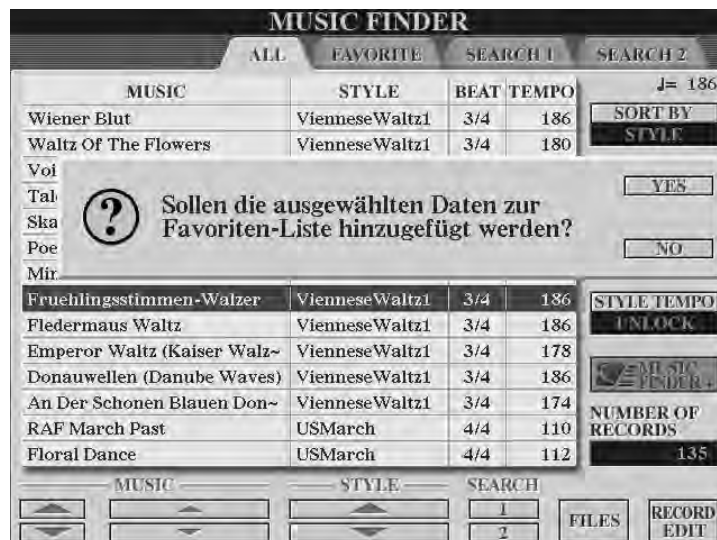 MUSIC FINDER
ALL FAVORITE SEARCH 1 SEARCH 2
MUSIC STYLE BEAT TEMPO
♩= 186
Wiener Blut VienneseWaltz1 3/4 186
SORT BY
STYLE
Waltz Of The Flowers VienneseWaltz1 3/4 180
Voi
Tal
Ska
Poe
Min
Sollen die ausgewählten Daten zur
Favoriten-Liste hinzugefügt werden?
YES
NO
Fruehlingsstimmen-Walzer VienneseWaltz1 3/4 186
STYLE TEMPO
UNLOCK
Fledermaus Waltz VienneseWaltz1 3/4 186
Emperor Waltz (Kaiser Walz~ VienneseWaltz1 3/4 178
Donauwellen (Danube Waves) VienneseWaltz1 3/4 186
MUSIC
FINDER+
An Der Schonen Blauen Don~ VienneseWaltz1 3/4 174
RAF March Past USMarch 4/4 110
Floral Dance USMarch 4/4 112
NUMBER OF
RECORDS
135
MUSIC STYLE SEARCH
1
2
FILES
RECORD
EDIT